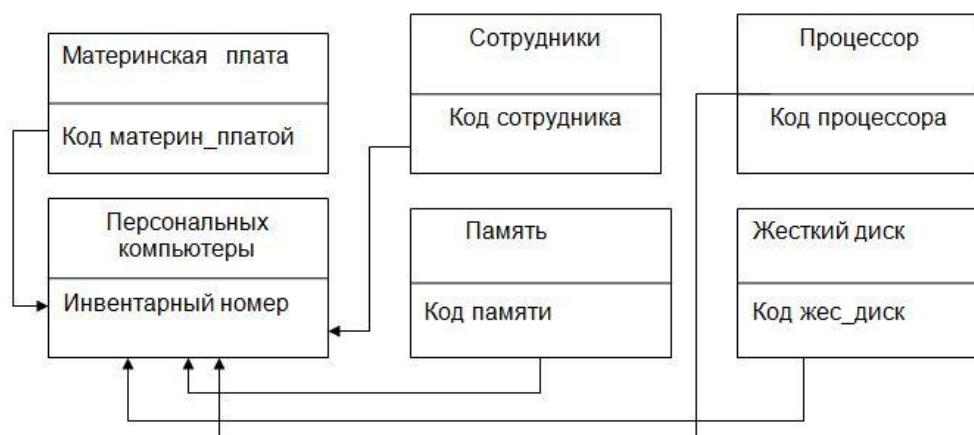 Материнская плата
Код материн_платой
Сотрудники
Код сотрудника
Процессор
Код процессора
Персональных
компьютеры
Инвентарный номер
Память
Код памяти
Жесткий диск
Код жес_диск